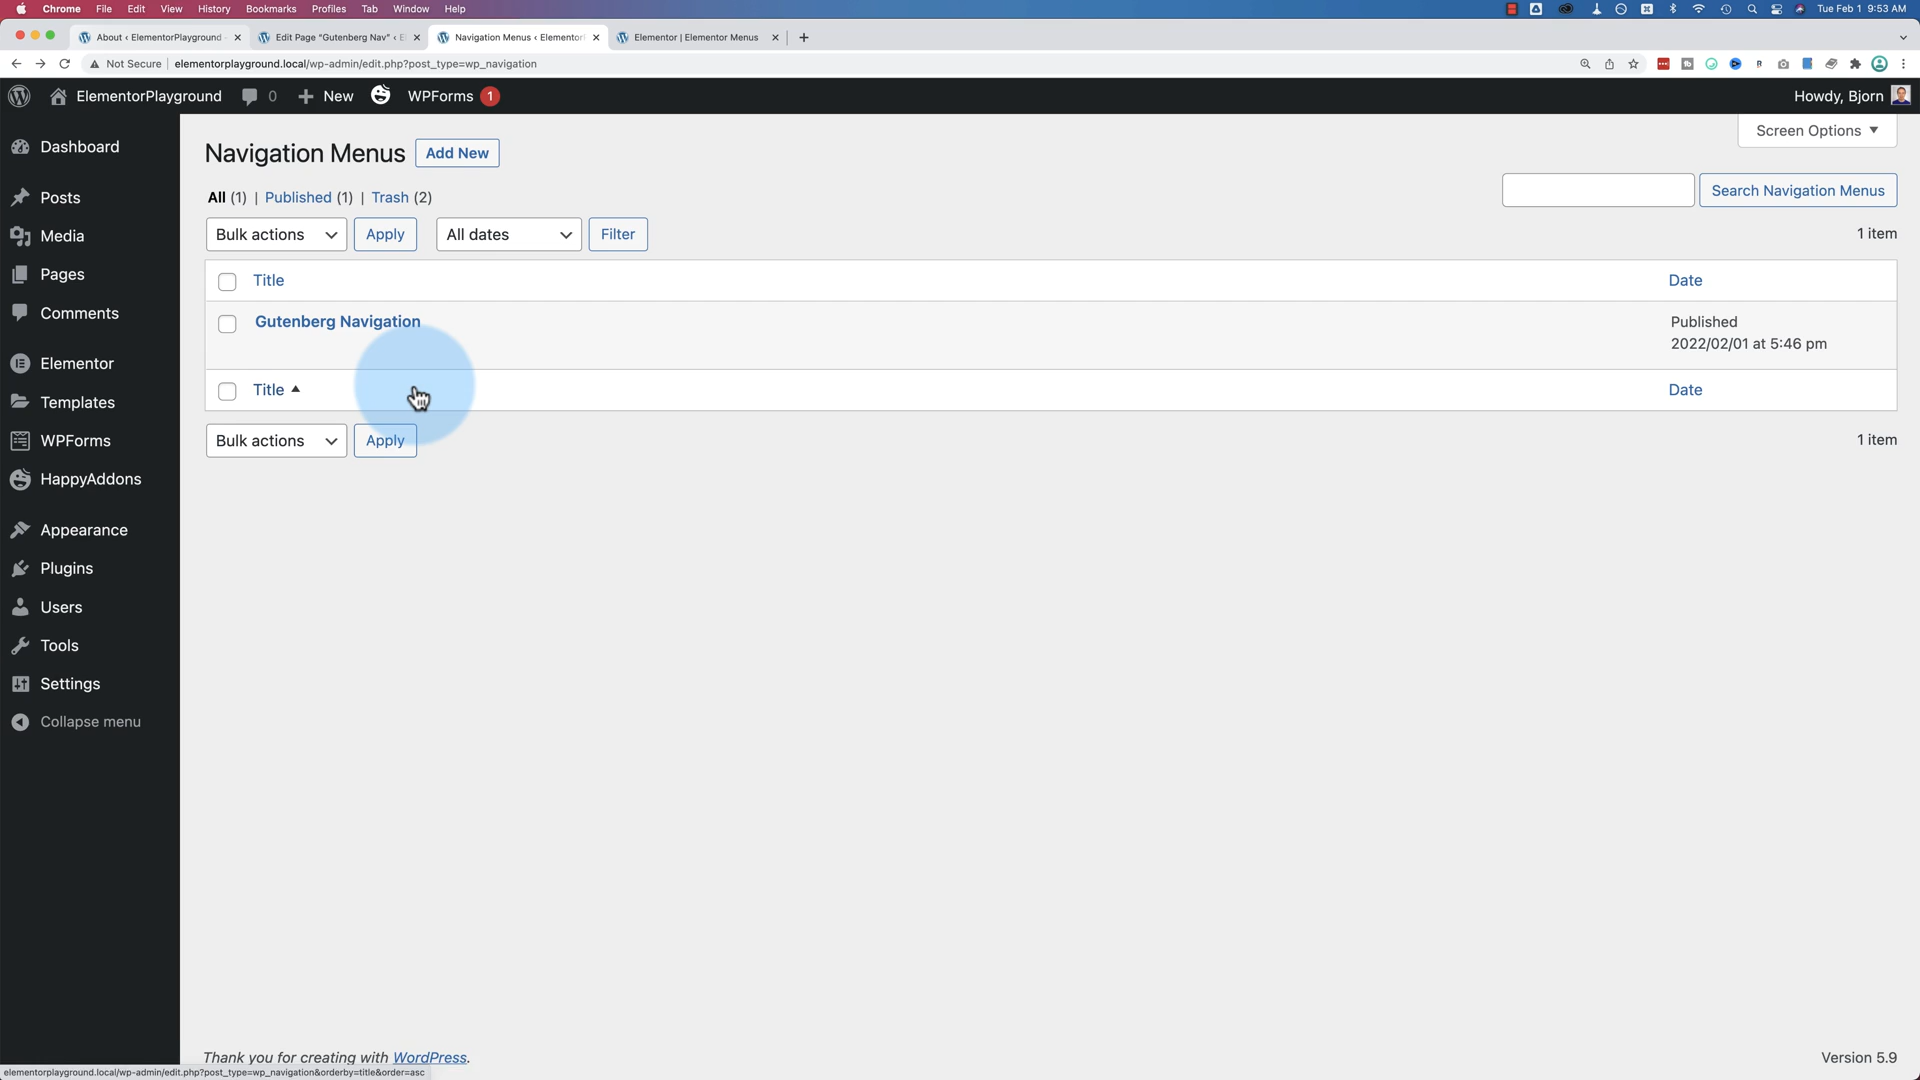 Chrome File Edit View History Bookmarks Profiles Tab Window Help Tue Feb 1 9:53 AM
About ‹ ElementorPlayground - Edit Page "Gutenberg Nav" ‹ E Navigation Menus ‹ Elementor Elementor | Elementor Menus
Not Secure elementorplayground.local/wp-admin/edit.php?post_type=wp_navigation
ElementorPlayground 0 New WPForms 1 Howdy, Bjorn
Screen Options
Dashboard
Posts
Media
Pages
Comments
Elementor
Templates
WPForms
HappyAddons
Appearance
Plugins
Users
Tools
Settings
Collapse menu
Navigation Menus Add New
All (1) | Published (1) | Trash (2)
Search Navigation Menus
Bulk actions Apply All dates Filter 1 item
Title Date
Gutenberg Navigation Published
2022/02/01 at 5:46 pm
Title Date
Bulk actions Apply 1 item
Thank you for creating with WordPress. Version 5.9
elementorplayground.local/wp-admin/edit.php?post_type=wp_navigation&orderby=title&order=asc